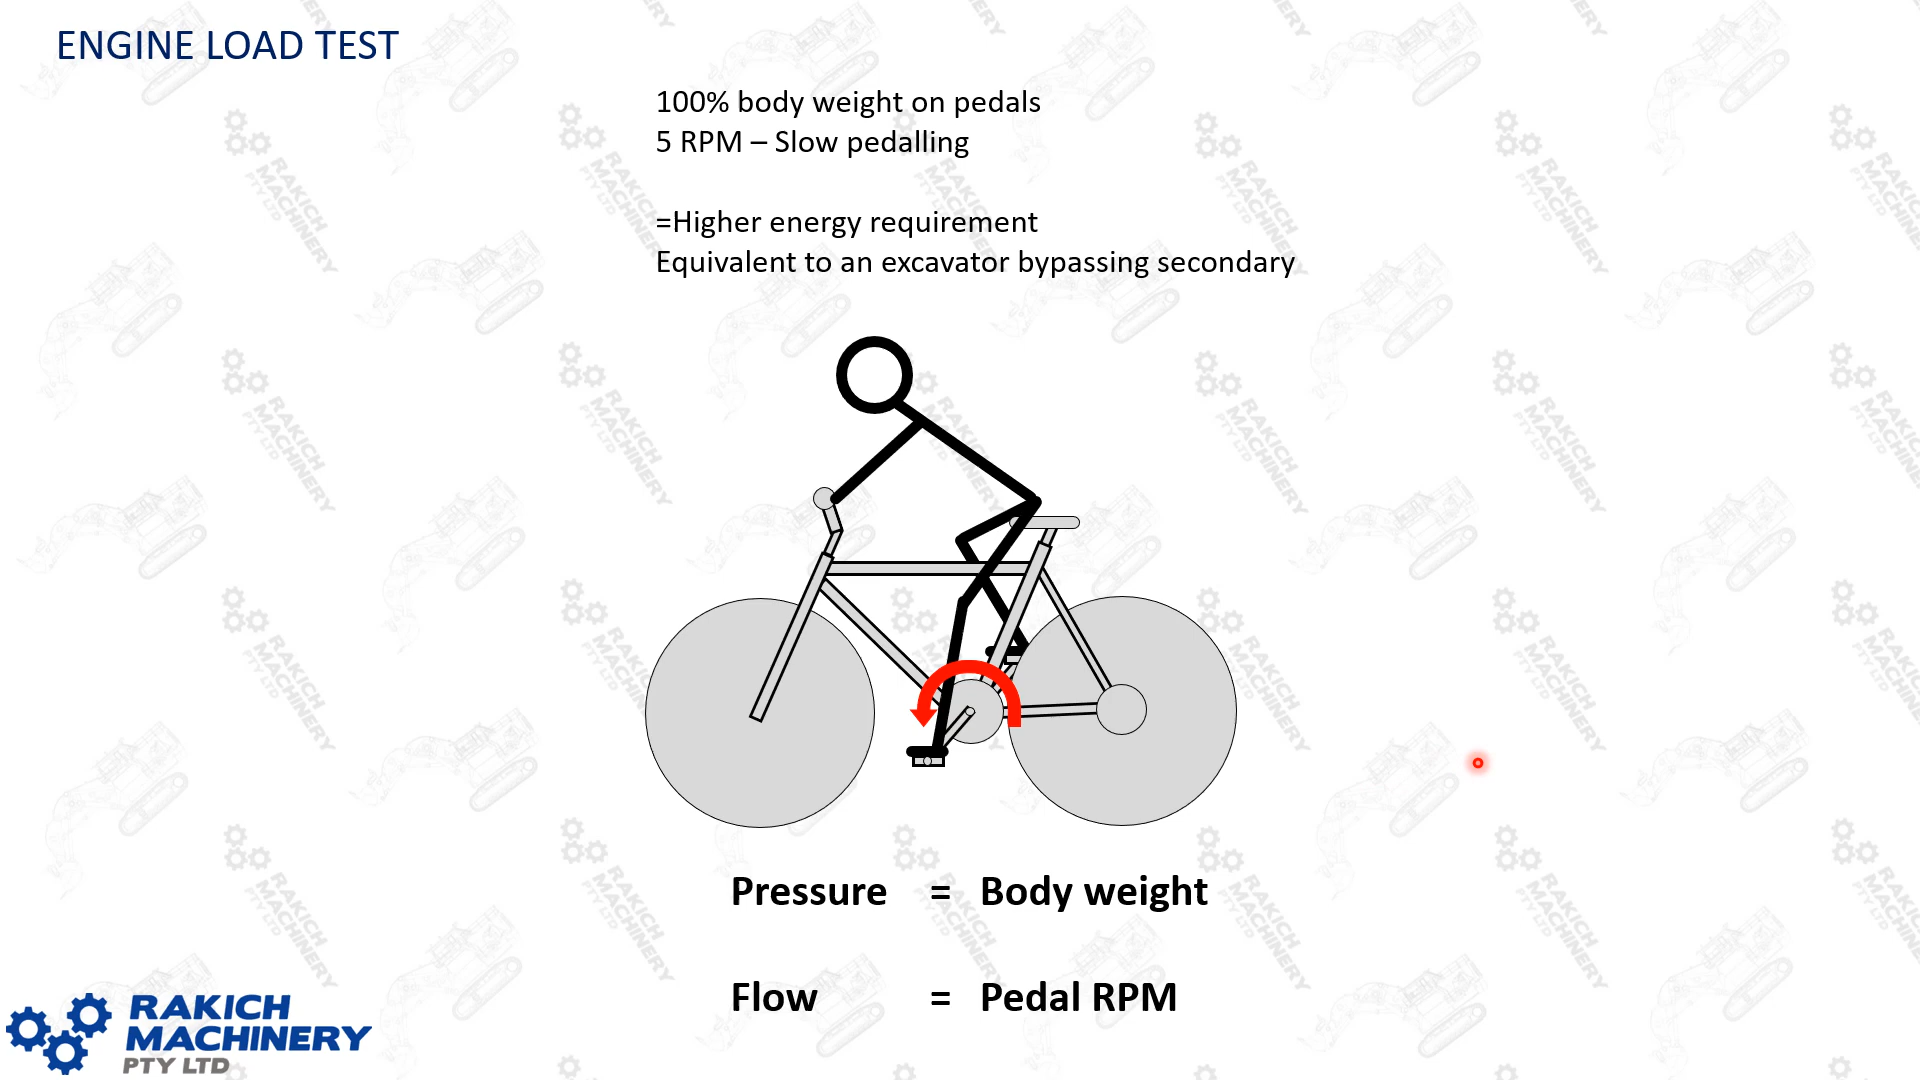 ENGINE LOAD TEST
100% body weight on pedals
5 RPM – Slow pedalling
=Higher energy requirement
Equivalent to an excavator bypassing secondary
Pressure = Body weight
Flow = Pedal RPM
RAKICH
MACHINERY
PTY LTD